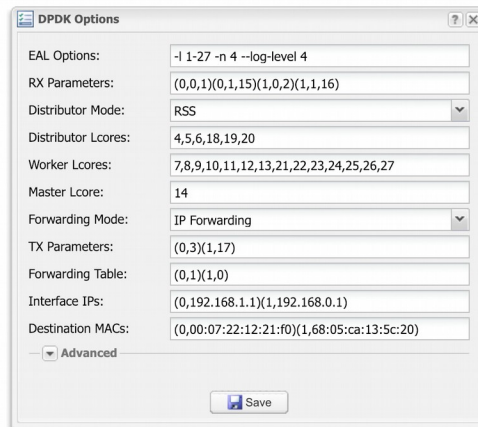 DPDK Options
EAL Options: -l 1-27 -n 4 --log-level 4
RX Parameters: (0,0,1)(0,1,15)(1,0,2)(1,1,16)
Distributor Mode: RSS
Distributor Lcores: 4,5,6,18,19,20
Worker Lcores: 7,8,9,10,11,12,13,21,22,23,24,25,26,27
Master Lcore: 14
Forwarding Mode: IP Forwarding
TX Parameters: (0,3)(1,17)
Forwarding Table: (0,1)(1,0)
Interface IPs: (0,192.168.1.1)(1,192.168.0.1)
Destination MACs: (0,00:07:22:12:21:f0)(1,68:05:ca:13:5c:20)
Advanced
Save